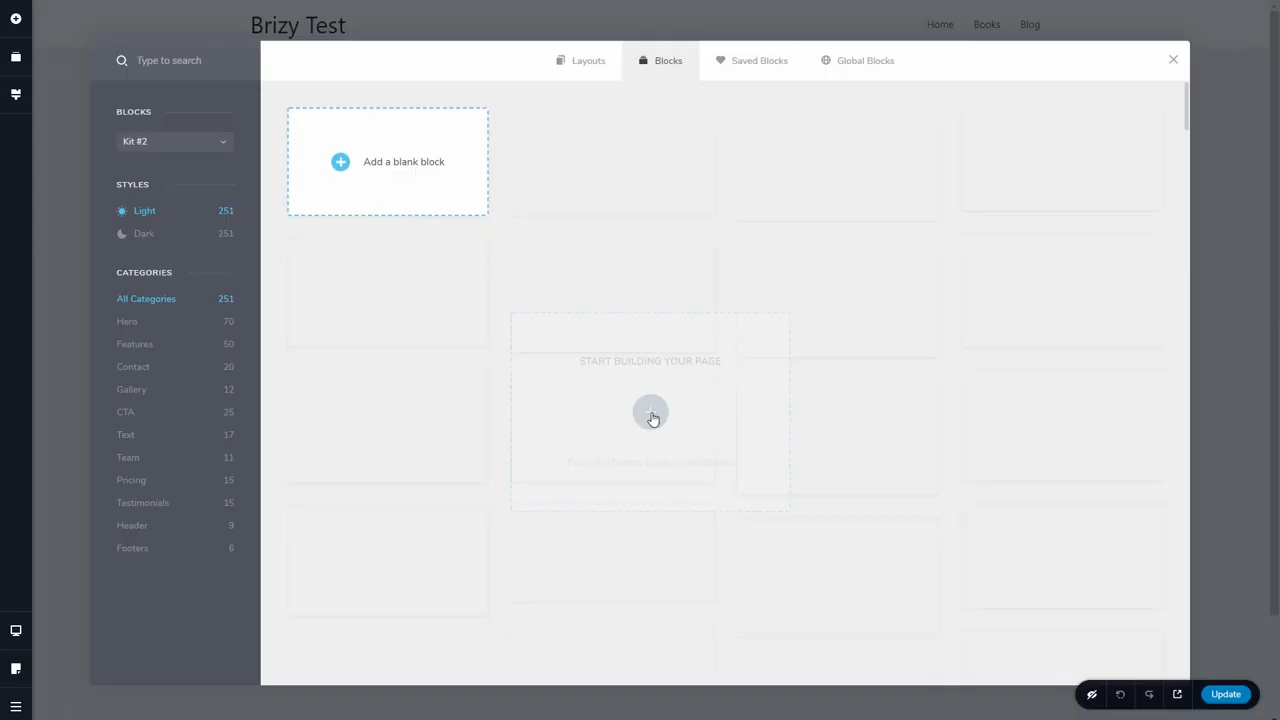 Brizy Test
Home Books Blog
Type to search
Layouts Blocks Saved Blocks Global Blocks
BLOCKS
Kit #2
STYLES
Light 251
Dark 251
CATEGORIES
All Categories 251
Hero 70
Features 50
Contact 20
Gallery 12
CTA 25
Text 17
Team 11
Pricing 15
Testimonials 15
Header 9
Footers 6
Add a blank block
START BUILDING YOUR PAGE
Update